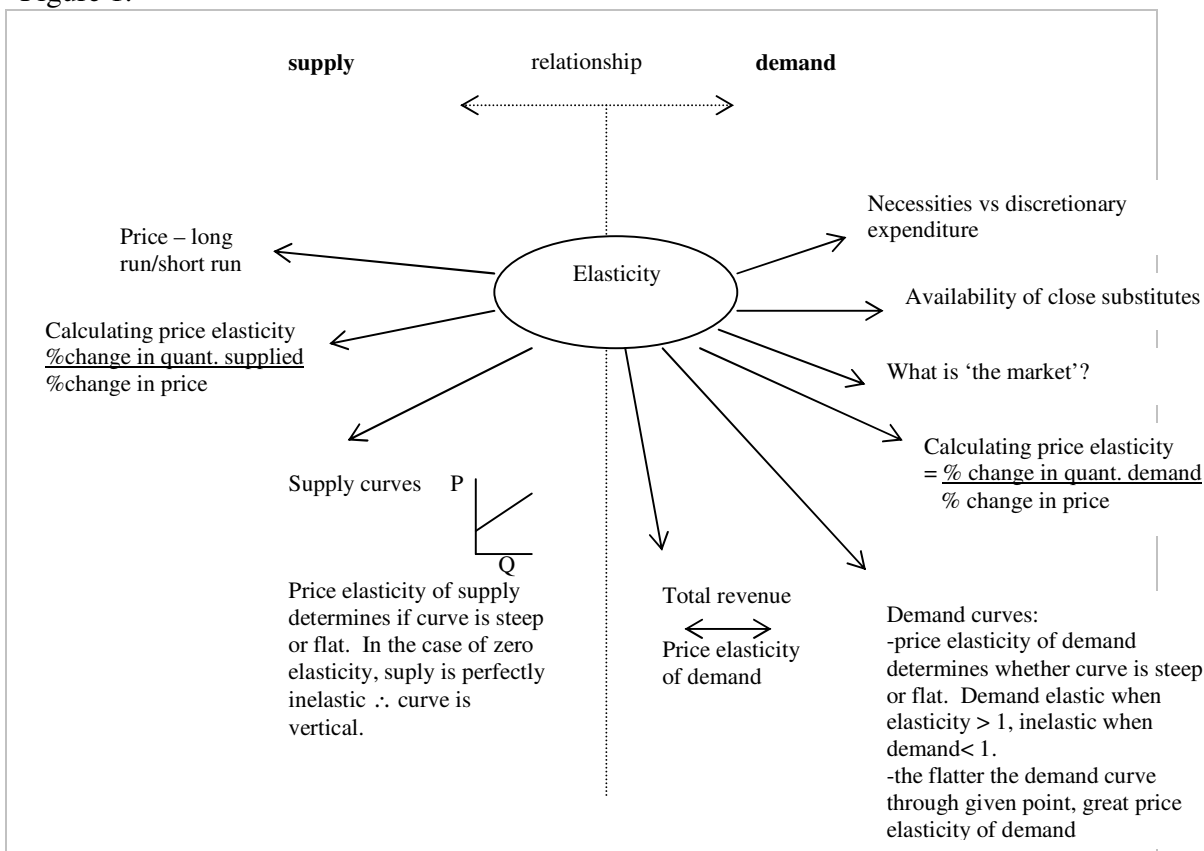 Figure 1.
supply relationship demand
Necessities vs discretionary
expenditure
Price – long
run/short run
Elasticity
Availability of close substitutes
Calculating price elasticity
%change in quant. supplied
%change in price
What is ‘the market’?
Calculating price elasticity
= % change in quant. demand
% change in price
Supply curves P
Q
Price elasticity of supply
determines if curve is steep
or flat. In the case of zero
elasticity, suply is perfectly
inelastic ∴ curve is
vertical.
Total revenue
Price elasticity
of demand
Demand curves:
-price elasticity of demand
determines whether curve is steep
or flat. Demand elastic when
elasticity > 1, inelastic when
demand< 1.
-the flatter the demand curve
through given point, great price
elasticity of demand